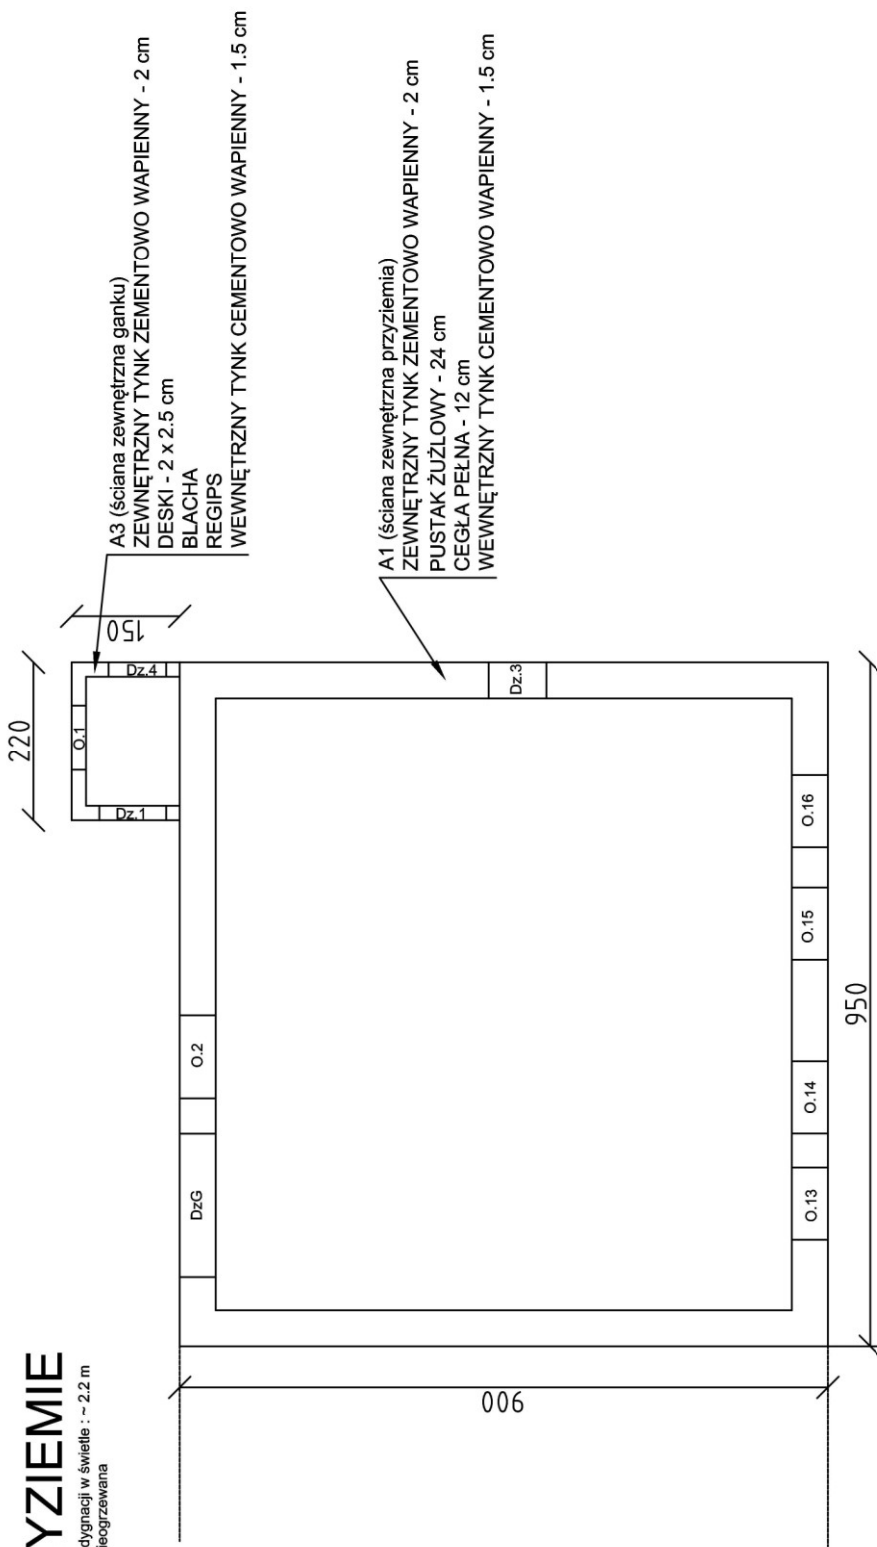 YZIEMIE
dygnacji w świetle : ~ 2.2 m
ieogrzewana
A3 (ściana zewnętrzna ganku)
ZEWNĘTRZNY TYNK ZEMENTOWO WAPIENNY - 2 cm
DESKI - 2 x 2.5 cm
BLACHA
REGIPS
WEWNĘTRZNY TYNK CEMENTOWO WAPIENNY - 1.5 cm
A1 (ściana zewnętrzna przyziemia)
ZEWNĘTRZNY TYNK ZEMENTOWO WAPIENNY - 2 cm
PUSTAK ŻUŻLOWY - 24 cm
CEGŁA PEŁNA - 12 cm
WEWNĘTRZNY TYNK CEMENTOWO WAPIENNY - 1.5 cm
220
150
O.1
Dz.1
Dz.4
DzG
O.2
Dz.3
O.13
O.14
O.15
O.16
900
950